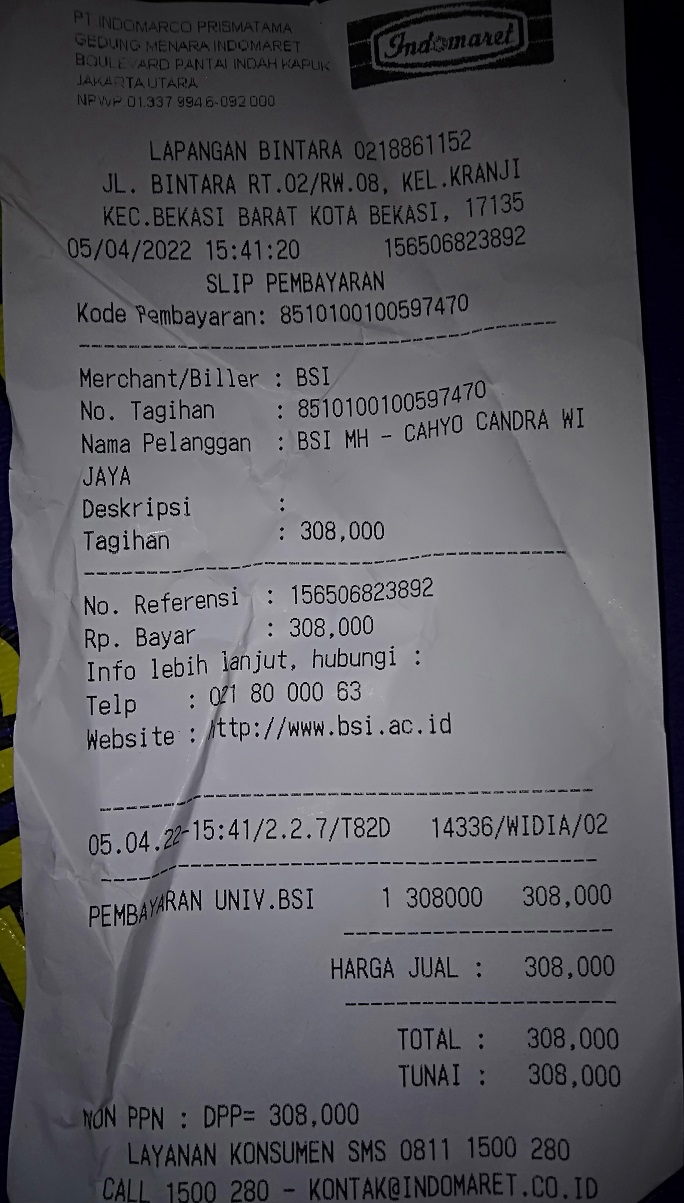 PT INDOMARCO PRISMATAMA
GEDUNG MENARA INDOMARET
BOULEVARD PANTAI INDAH KAPUK
JAKARTA UTARA
NPWP 01.337.994.6-092.000
Indomaret
LAPANGAN BINTARA 0218861152
JL. BINTARA RT.02/RW.08, KEL.KRANJI
KEC.BEKASI BARAT KOTA BEKASI, 17135
05/04/2022 15:41:20 156506823892
SLIP PEMBAYARAN
Kode Pembayaran: 8510100100597470
Merchant/Biller : BSI
No. Tagihan : 8510100100597470
Nama Pelanggan : BSI MH - CAHYO CANDRA WI
JAYA
Deskripsi :
Tagihan : 308,000
No. Referensi : 156506823892
Rp. Bayar : 308,000
Info lebih lanjut, hubungi :
Telp : 021 80 000 63
Website : http://www.bsi.ac.id
05.04.22-15:41/2.2.7/T82D 14336/WIDIA/02
PEMBAYARAN UNIV.BSI 1 308000 308,000
HARGA JUAL : 308,000
TOTAL : 308,000
TUNAI : 308,000
NON PPN : DPP= 308,000
LAYANAN KONSUMEN SMS 0811 1500 280
CALL 1500 280 - KONTAK@INDOMARET.CO.ID